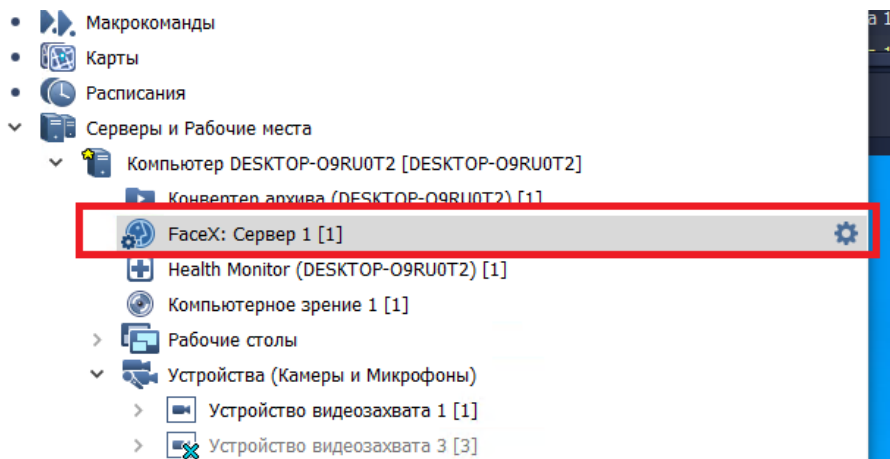 Макрокоманды
Карты
Расписания
Серверы и Рабочие места
Компьютер DESKTOP-O9RU0T2 [DESKTOP-O9RU0T2]
Конвертер архива (DESKTOP-O9RU0T2) [1]
FaceX: Сервер 1 [1]
Health Monitor (DESKTOP-O9RU0T2) [1]
Компьютерное зрение 1 [1]
Рабочие столы
Устройства (Камеры и Микрофоны)
Устройство видеозахвата 1 [1]
Устройство видеозахвата 3 [3]